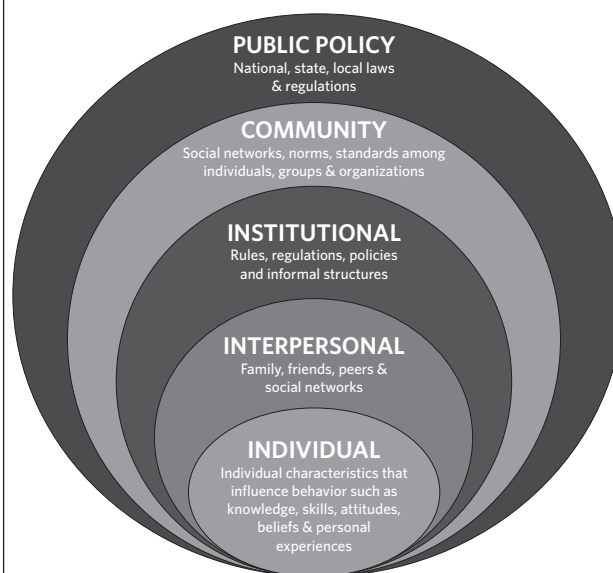 PUBLIC POLICY
National, state, local laws
& regulations
COMMUNITY
Social networks, norms, standards among
individuals, groups & organizations
INSTITUTIONAL
Rules, regulations, policies
and informal structures
INTERPERSONAL
Family, friends, peers &
social networks
INDIVIDUAL
Individual characteristics that
influence behavior such as
knowledge, skills, attitudes,
beliefs & personal
experiences